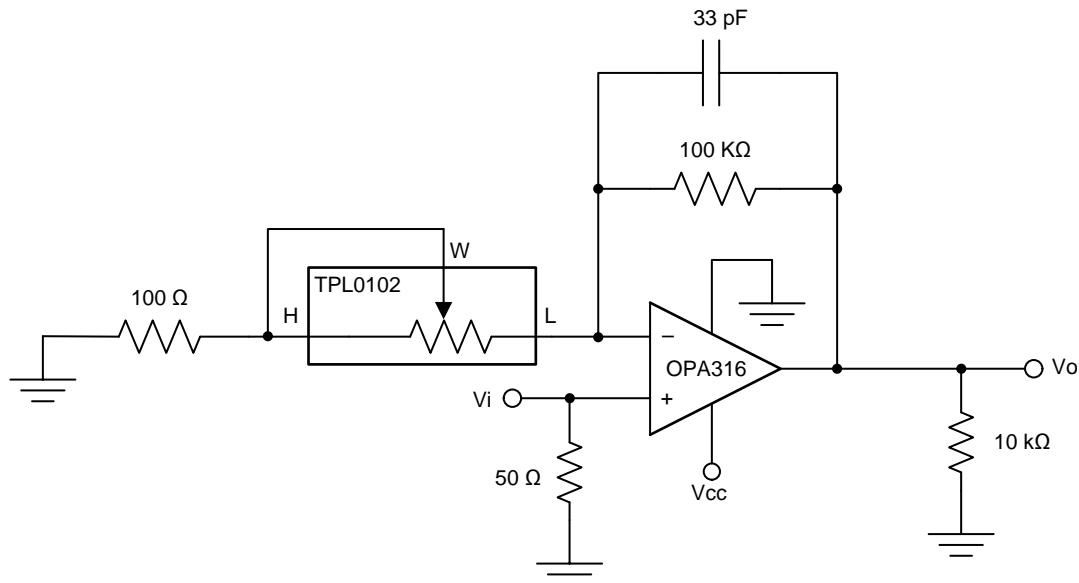 33 pF
100 KΩ
W
TPL0102
100 Ω
H
L
−
OPA316
+
Vo
Vi
10 kΩ
50 Ω
Vcc